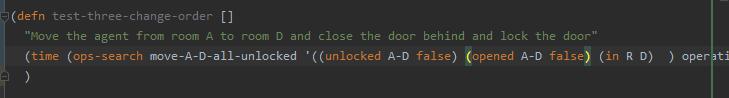 (defn test-three-change-order []
"Move the agent from room A to room D and close the door behind and lock the door"
(time (ops-search move-A-D-all-unlocked '((unlocked A-D false) (opened A-D false) (in R D)  ) operati
)